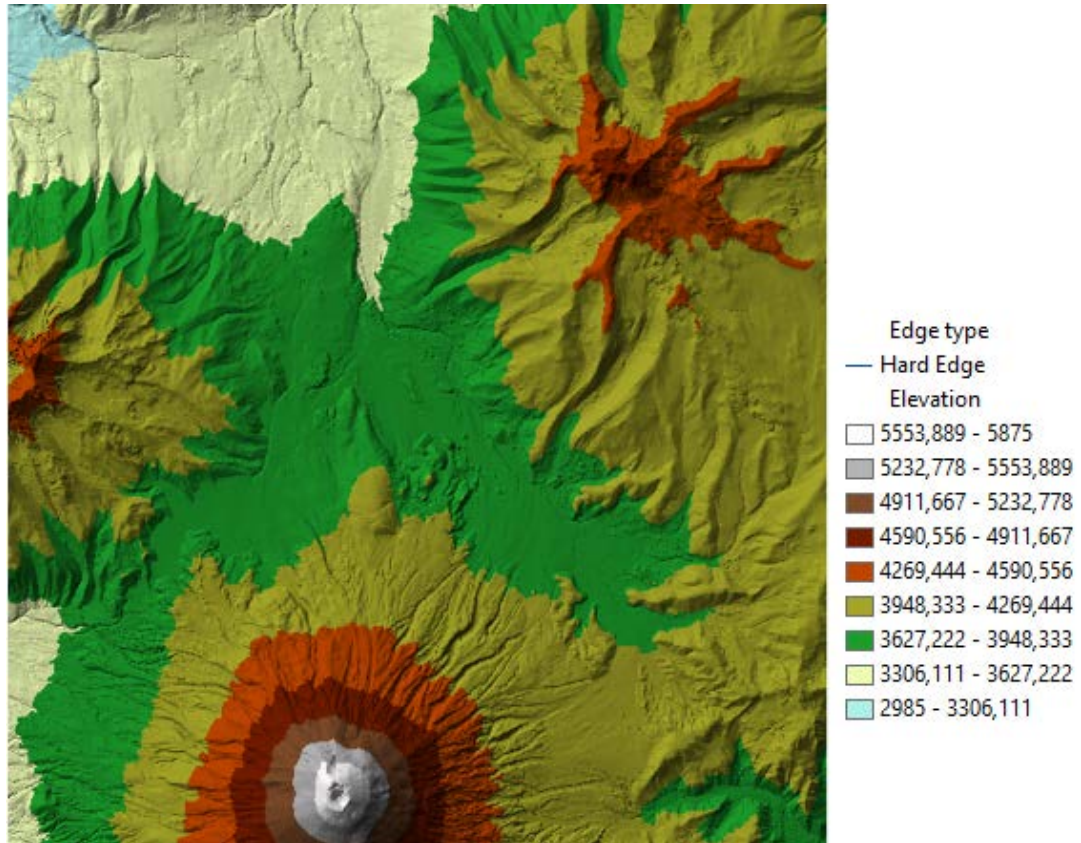 Edge type
Hard Edge
Elevation
5553,889 - 5875
5232,778 - 5553,889
4911,667 - 5232,778
4590,556 - 4911,667
4269,444 - 4590,556
3948,333 - 4269,444
3627,222 - 3948,333
3306,111 - 3627,222
2985 - 3306,111